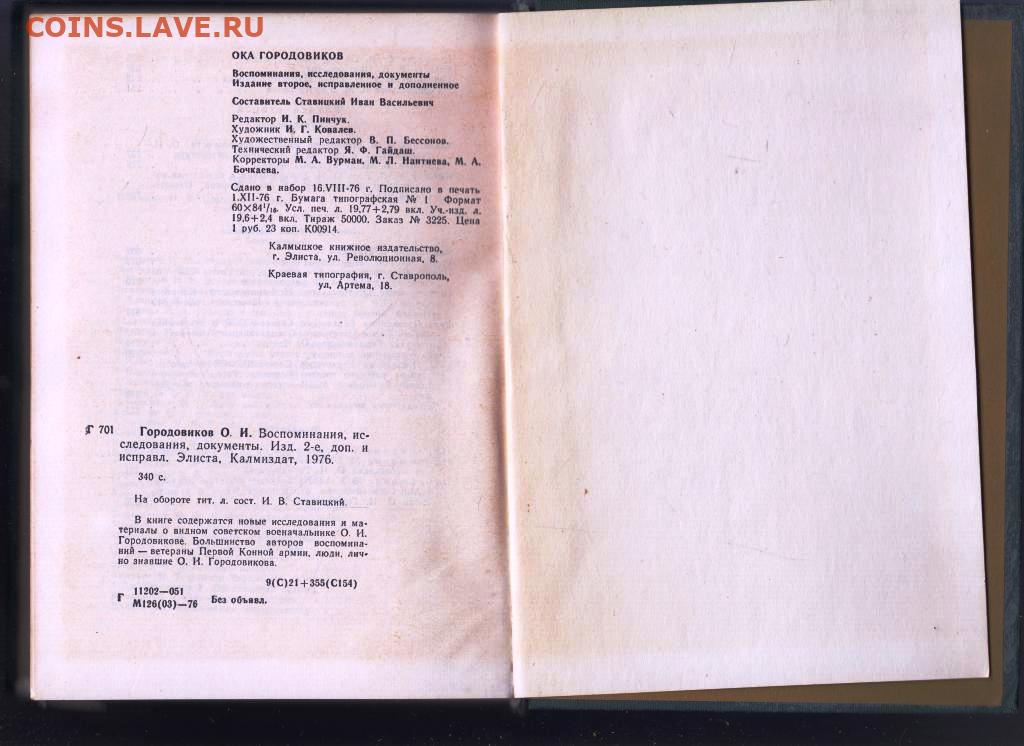 COINS.LAVE.RU
ОКА ГОРОДОВИКОВ
Воспоминания, исследования, документы
Издание второе, исправленное и дополненное
Составитель Ставицкий Иван Васильевич
Редактор И. К. Пинчук.
Художник И. Г. Ковалев.
Художественный редактор В. П. Бессонов.
Технический редактор Я. Ф. Гайдаш.
Корректоры М. А. Вурман, М. Л. Нантиева, М. А.
Бочкаева.
Сдано в набор 16.VIII-76 г. Подписано в печать
1.XII-76 г. Бумага типографская № 1 Формат
60×84¹/₁₆. Усл. печ. л. 19,77+2,79 вкл. Уч.-изд. л.
19,6+2,4 вкл. Тираж 50000. Заказ № 3225. Цена
1 руб. 23 коп. К00914.
Калмыцкое книжное издательство,
г. Элиста, ул. Революционная, 8.
Краевая типография, г. Ставрополь,
ул. Артема, 18.
Г 701 Городовиков О. И. Воспоминания, ис-
следования, документы. Изд. 2-е, доп. и
исправл. Элиста, Калмиздат, 1976.
340 с.
На обороте тит. л. сост. И. В. Ставицкий.
В книге содержатся новые исследования и ма-
териалы о видном советском военачальнике О. И.
Городовикове. Большинство авторов воспомина-
ний — ветераны Первой Конной армии, люди, лич-
но знавшие О. И. Городовикова.
9(С)21+355(С154)
Г 11202—051
М126(03)—76 Без объявл.